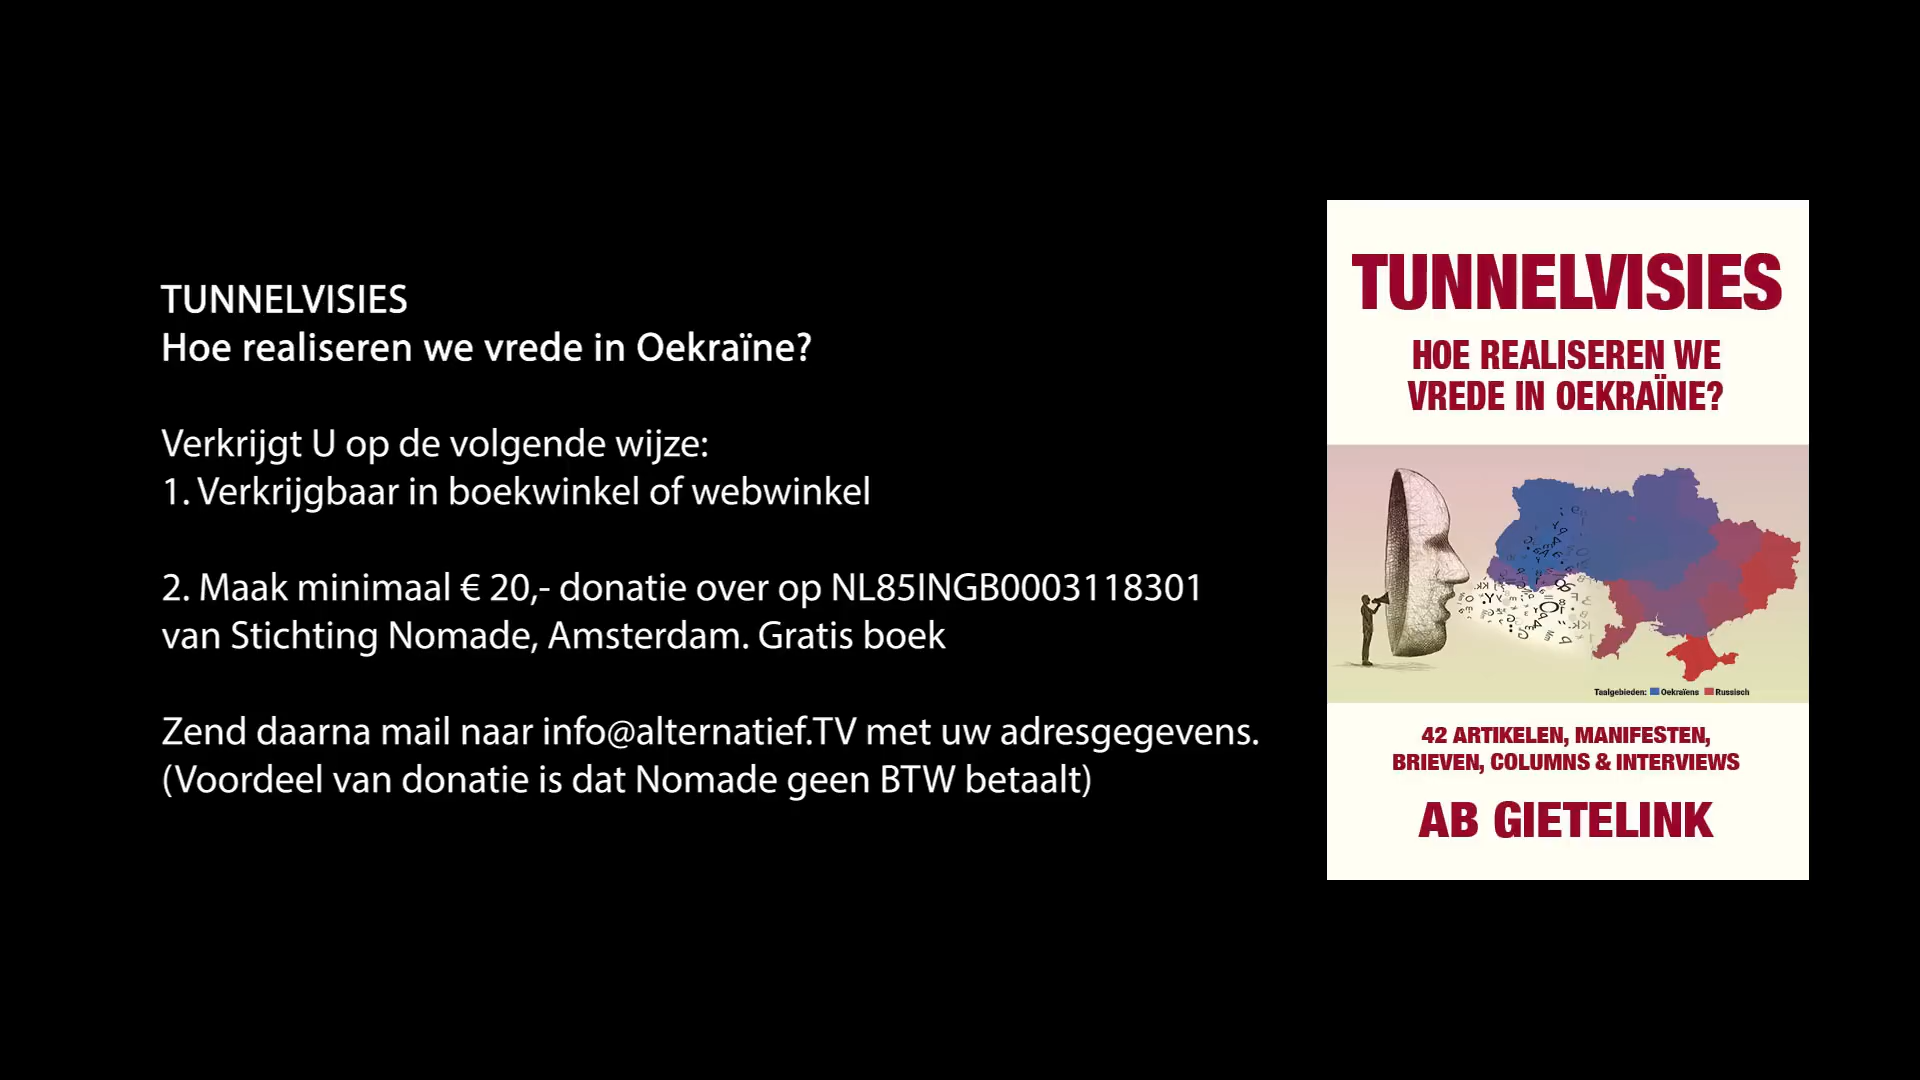 TUNNELVISIES
Hoe realiseren we vrede in Oekraïne?
Verkrijgt U op de volgende wijze:
1. Verkrijgbaar in boekwinkel of webwinkel
2. Maak minimaal € 20,- donatie over op NL85INGB0003118301
van Stichting Nomade, Amsterdam. Gratis boek
Zend daarna mail naar info@alternatief.TV met uw adresgegevens.
(Voordeel van donatie is dat Nomade geen BTW betaalt)
TUNNELVISIES
HOE REALISEREN WE
VREDE IN OEKRAÏNE?
Taalgebieden: Oekraïens Russisch
42 ARTIKELEN, MANIFESTEN,
BRIEVEN, COLUMNS & INTERVIEWS
AB GIETELINK